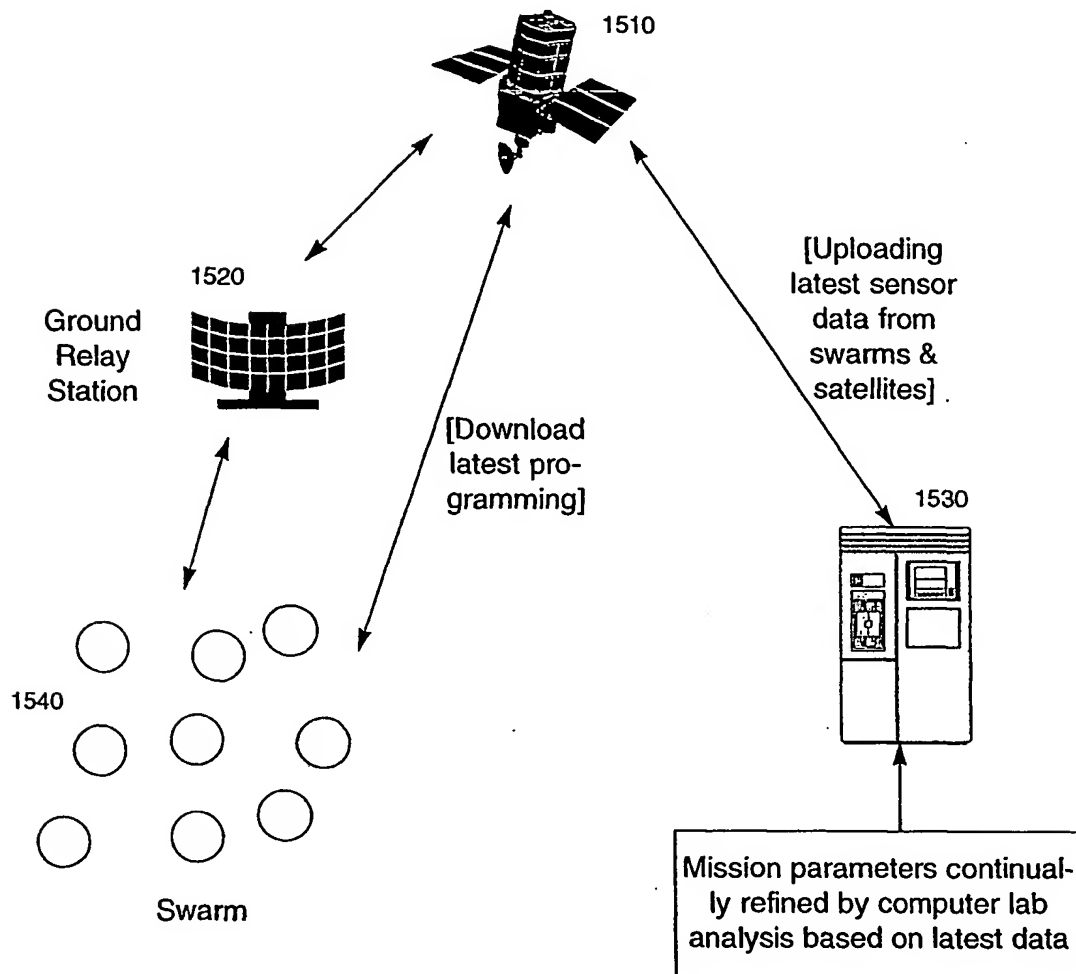 1510
1520
Ground
Relay
Station
[Uploading
latest sensor
data from
swarms &
satellites]
[Download
latest pro-
gramming]
1530
1540
Swarm
Mission parameters continual-
ly refined by computer lab
analysis based on latest data